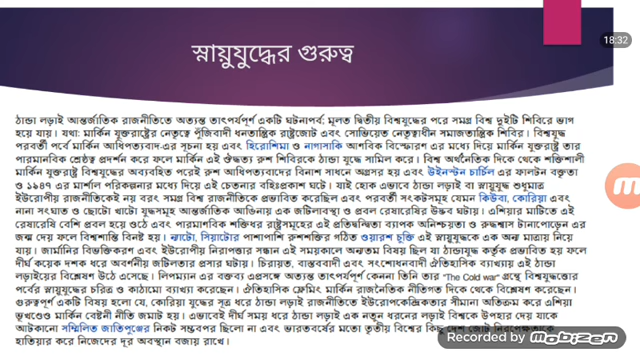 স্নায়ুযুদ্ধের গুরুত্ব
18:32
ঠান্ডা লড়াই আন্তর্জাতিক রাজনীতিতে অত্যন্ত তাৎপর্যপূর্ণ একটি ঘটনাপর্ব; মূলত দ্বিতীয় বিশ্বযুদ্ধের পরে সমগ্র বিশ্ব দুইটি শিবিরে ভাগ
হয়ে যায়। যথা: মার্কিন যুক্তরাষ্ট্রের নেতৃত্বে পুঁজিবাদী ধনতান্ত্রিক রাষ্ট্রজোট এবং সোভিয়েত নেতৃত্বাধীন সমাজতান্ত্রিক শিবির। বিশ্বযুদ্ধ
পরবর্তী পর্বে মার্কিন আধিপত্যবাদ-এর সূচনা হয় এবং হিরোশিমা ও নাগাসাকি আণবিক বিস্ফোরণ এর মধ্যে দিয়ে মার্কিন যুক্তরাষ্ট্র তার
পারমানবিক শ্রেষ্ঠত্ব প্রদর্শন করে ফলে মার্কিন এই ঔদ্ধত্য রুশ শিবিরকে ঠান্ডা যুদ্ধে সামিল করে। বিশ্ব অর্থনৈতিক দিকে থেকে শক্তিশালী
মার্কিন যুক্তরাষ্ট্র বিশ্বযুদ্ধের অব্যবহিত পরেই রুশ আধিপত্যবাদের বিনাশ সাধনে অগ্রসর হয় এবং উইনস্টন চার্চিল এর ফালটন বক্তৃতা
ও ১৯৪৭ এর মার্শাল পরিকল্পনার মধ্যে দিয়ে এই চেতনার বহিঃপ্রকাশ ঘটে। যাই হোক এভাবে ঠান্ডা লড়াই বা স্নায়ুযুদ্ধ শুধুমাত্র
ইউরোপীয় রাজনীতিকেই নয় বরং সমগ্র বিশ্ব রাজনীতিকে প্রভাবিত করেছিল এবং পরবর্তী সংকটসমূহ যেমন কিউবা, কোরিয়া এবং
নানা সংঘাত ও ছোটো খাটো যুদ্ধসমূহ আন্তর্জাতিক আঙিনায় এক জটিলাবস্থা ও প্রবল রেষারেষির উদ্ভব ঘটায়। এশিয়ার মাটিতে এই
রেষারেষি বেশি প্রবল হয়ে ওঠে এবং পারমাণবিক শক্তিধর রাষ্ট্রসমূহের এই প্রতিদ্বন্দ্বিতা ব্যাপক অনিশ্চয়তা ও রুদ্ধশ্বাস টানাপোড়েন এর
জন্ম দেয় ফলে বিশ্বশান্তি বিনষ্ট হয়। ন্যাটো, সিয়াটোর পাশাপাশি রুশশক্তির গঠিত ওয়ারশ চুক্তি এই স্নায়ুযুদ্ধকে এক অন্য মাত্রায় নিয়ে
যায়। জার্মানির বিভক্তিকরণ এবং ইউরোপীয় নিরাপত্তার সন্ধান এই সময়কালে অন্যতম বিষয় ছিল যা ঠান্ডাযুদ্ধ কর্তৃক প্রভাবিত হয় ফলে
দীর্ঘ কয়েক দশক ধরে অবর্ণনীয় জটিলতার প্রসার ঘটায়। চিরায়ত, বাস্তববাদী এবং সংশোধনবাদী ঐতিহাসিক ব্যাখ্যায় এই ঠান্ডা
লড়াইয়ের বিশ্লেষণ উঠে এসেছে। লিপম্যান এর বক্তব্য এপ্রসঙ্গে অত্যন্ত তাৎপর্যপূর্ণ কেননা তিনি তার "The Cold war" গ্রন্থে বিশ্বযুদ্ধোত্তর
পর্বের স্নায়ুযুদ্ধের চরিত্র ও কাঠামো ব্যাখ্যা করেছেন। ঐতিহাসিক ফ্লেমিং মার্কিন রাজনৈতিক নীতিগত দিকে থেকে বিশ্লেষণ করেছেন।
গুরুত্বপূর্ণ একটি বিষয় হলো যে, কোরিয়া যুদ্ধের সূত্র ধরে ঠান্ডা লড়াই রাজনীতিতে ইউরোপকেন্দ্রিকতার সীমানা অতিক্রম করে এশিয়া
ভূখণ্ডেও মার্কিন বেষ্টনী নীতি জমাট হয়। এভাবেই দীর্ঘ সময় ধরে ঠান্ডা লড়াই এক নতুন ধরনের লড়াই বিশ্বকে উপহার দেয় যাকে
আটকানো সম্মিলিত জাতিপুঞ্জের নিকট সম্ভবপর ছিলো না এবং ভারতবর্ষের মতো তৃতীয় বিশ্বের কিছু দেশ জোট নিরপেক্ষতাকে
হাতিয়ার করে নিজেদের দূর অবস্থান বজায় রাখে।
Recorded by mobizen